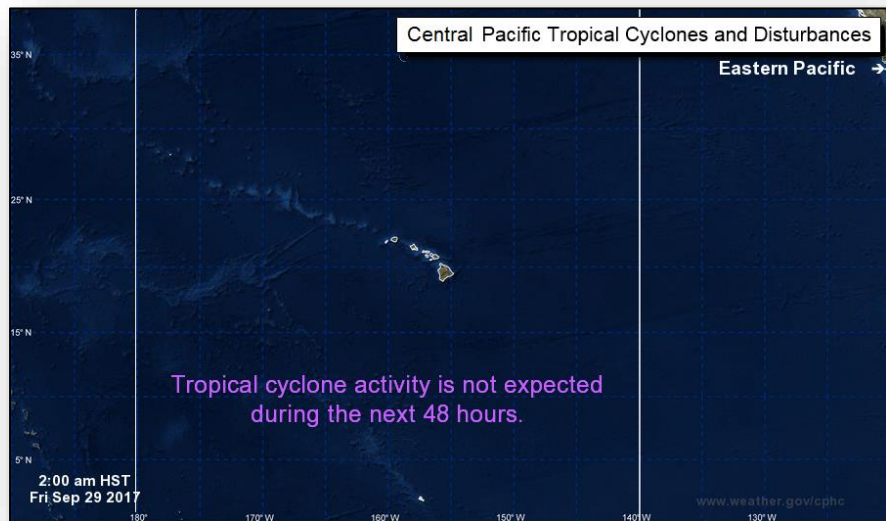 Central Pacific Tropical Cyclones and Disturbances
35° N
Eastern Pacific →
25° N
15° N
Tropical cyclone activity is not expected
during the next 48 hours.
5° N
2:00 am HST
Fri Sep 29 2017
www.weather.gov/cphc
180° 170° W 160° W 150° W 140° W 130° W